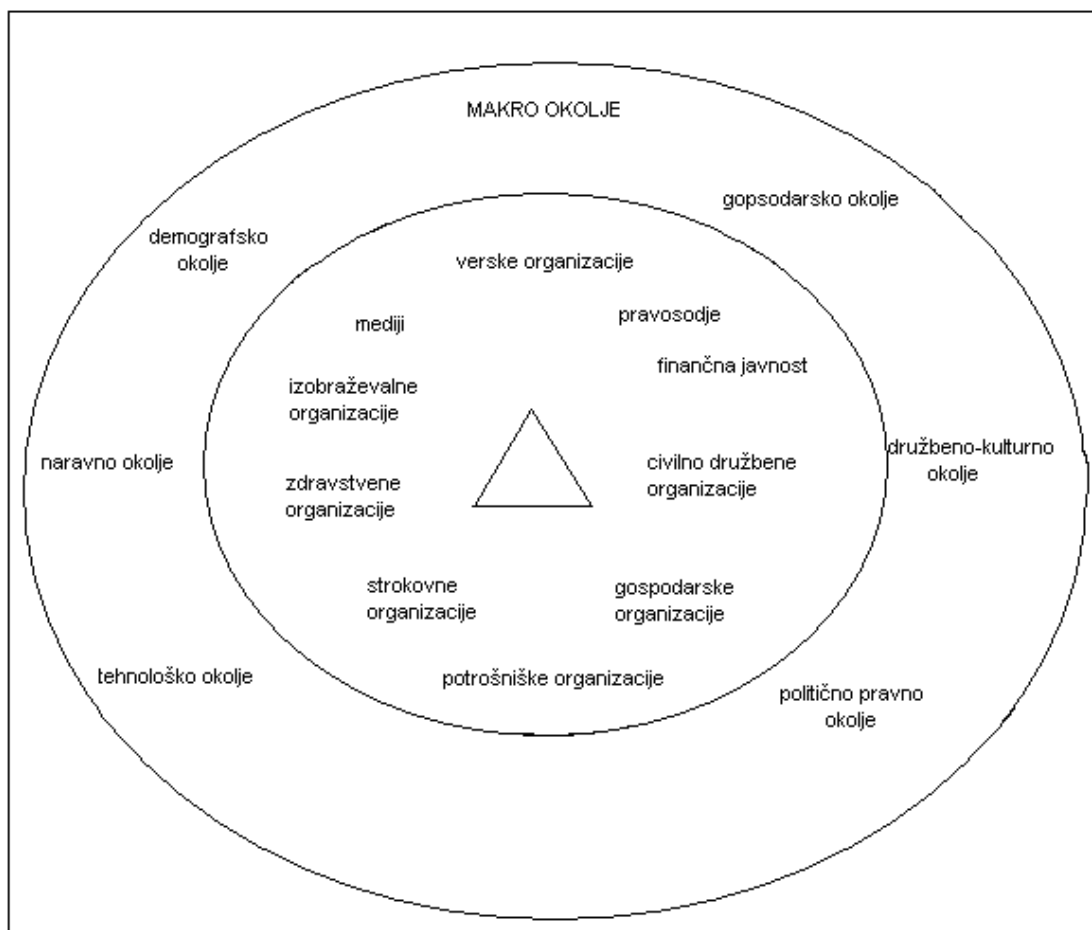 MAKRO OKOLJE
gopsodarsko okolje
demografsko
okolje
verske organizacije
mediji
pravosodje
finančna javnost
izobraževalne
organizacije
naravno okolje
družbeno-kulturno
okolje
civilno družbene
organizacije
zdravstvene
organizacije
strokovne
organizacije
gospodarske
organizacije
tehnološko okolje
potrošniške organizacije
politično pravno
okolje